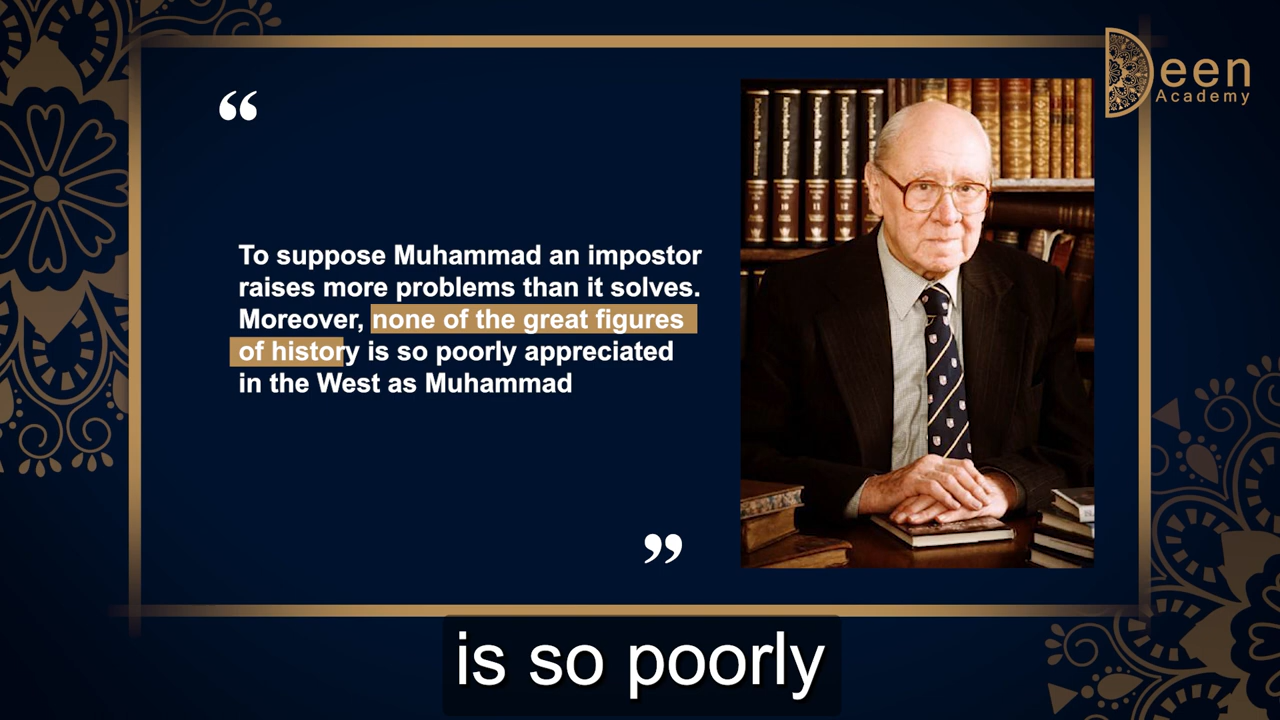 Deen
Academy
“
To suppose Muhammad an impostor
raises more problems than it solves.
Moreover, none of the great figures
of history is so poorly appreciated
in the West as Muhammad
”
is so poorly